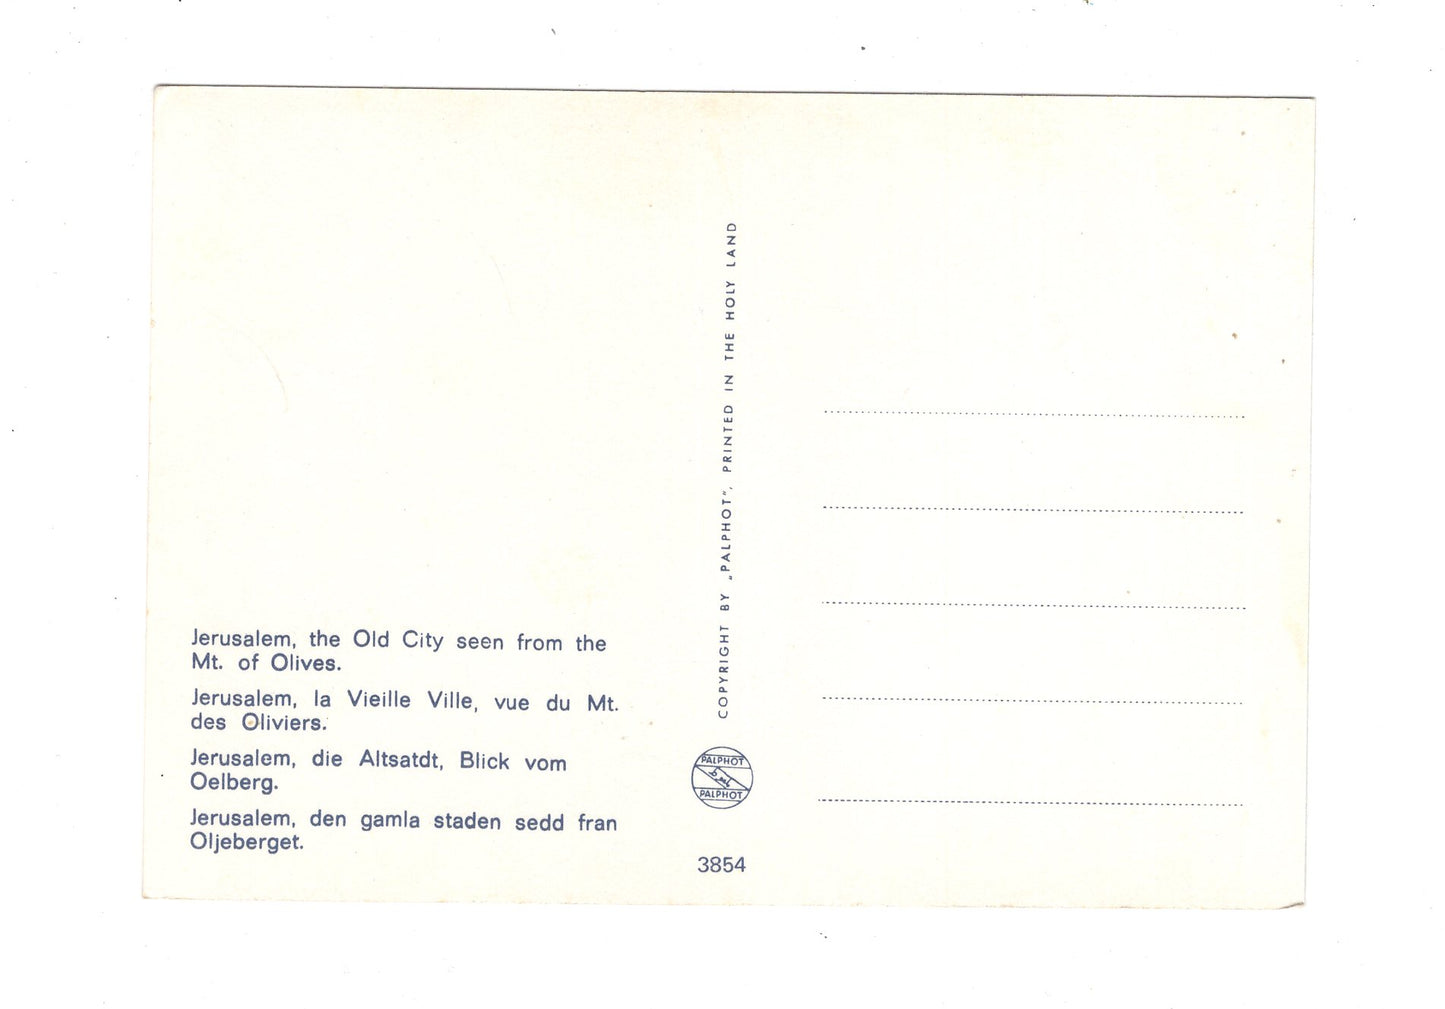 Jerusalem, the Old City seen from the
Mt. of Olives.
Jerusalem, la Vieille Ville, vue du Mt.
des Oliviers.
Jerusalem, die Altsatdt, Blick vom
Oelberg.
Jerusalem, den gamla staden sedd fran
Oljeberget.
COPYRIGHT BY „PALPHOT”, PRINTED IN THE HOLY LAND
PALPHOT
PALPHOT
3854